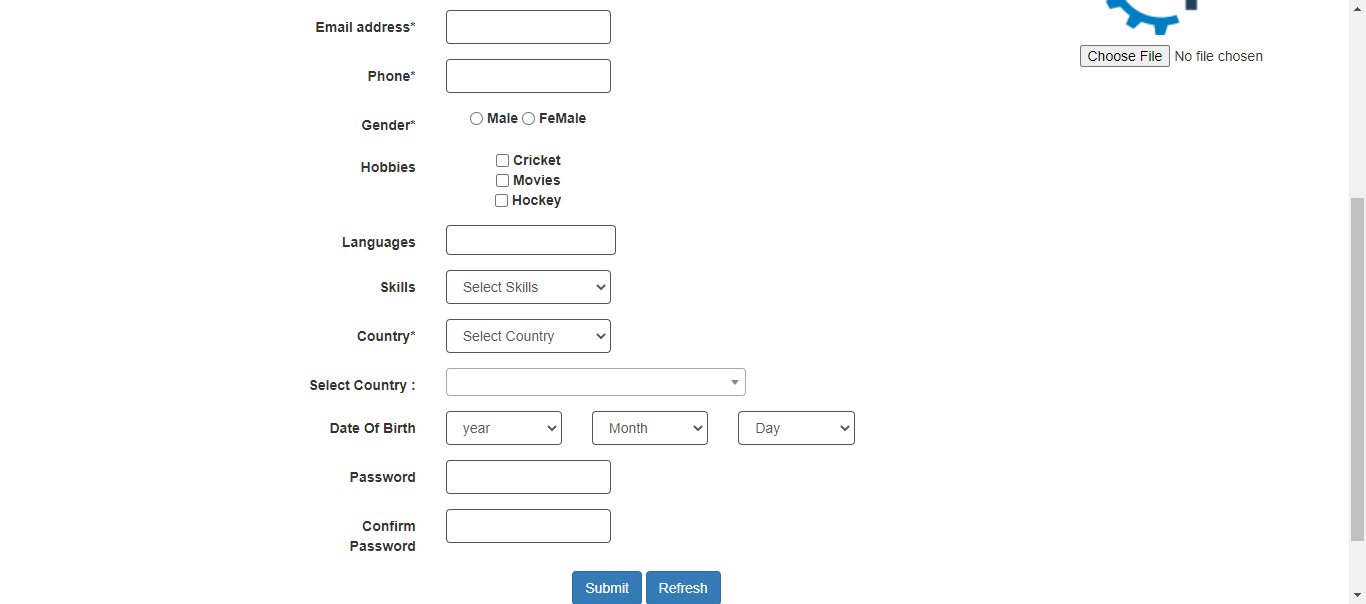 Email address*
Choose File No file chosen
Phone*
Gender* Male FeMale
Hobbies Cricket
Movies
Hockey
Languages
Skills Select Skills
Country* Select Country
Select Country :
Date Of Birth year Month Day
Password
Confirm
Password
Submit Refresh